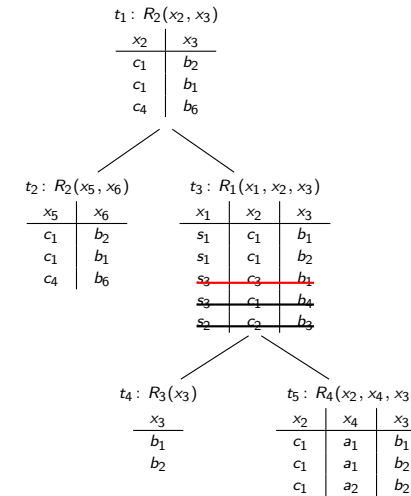 t₁: R₂(x₂, x₃)
x₂ x₃
c₁ b₂
c₁ b₁
c₄ b₆
t₂: R₂(x₅, x₆)
x₅ x₆
c₁ b₂
c₁ b₁
c₄ b₆
t₃: R₁(x₁, x₂, x₃)
x₁ x₂ x₃
s₁ c₁ b₁
s₁ c₁ b₂
s₃ c₃ b₁
s₃ c₁ b₄
s₂ c₂ b₃
t₄: R₃(x₃)
x₃
b₁
b₂
t₅: R₄(x₂, x₄, x₃
x₂ x₄ x₃
c₁ a₁ b₁
c₁ a₁ b₂
c₁ a₂ b₂